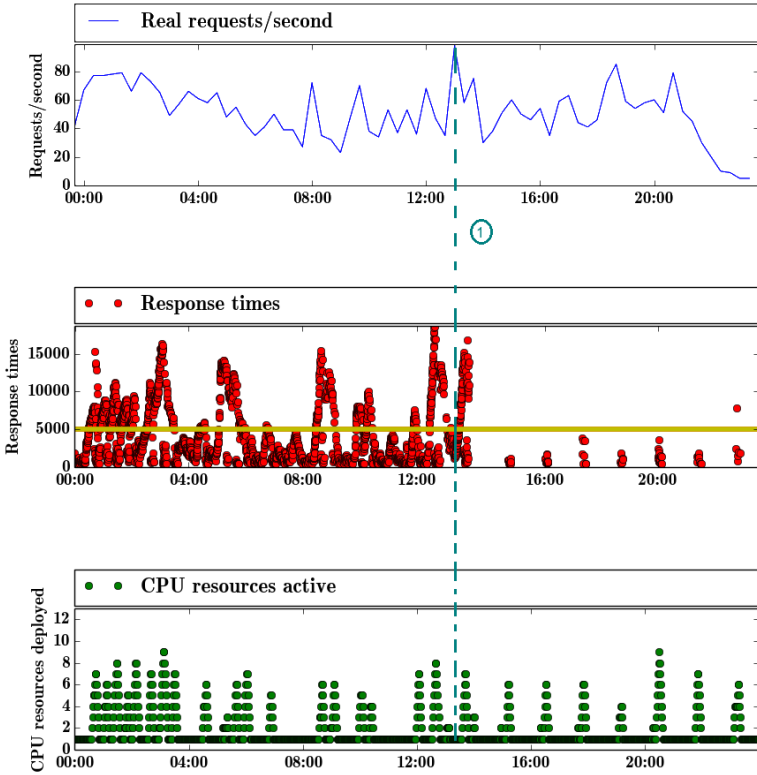 Real requests/second
Requests/second
80
60
40
20
0
00:00 04:00 08:00 12:00 16:00 20:00
1
Response times
Response times
15000
10000
5000
0
00:00 04:00 08:00 12:00 16:00 20:00
CPU resources active
CPU resources deployed
12
10
8
6
4
2
0
00:00 04:00 08:00 12:00 16:00 20:00